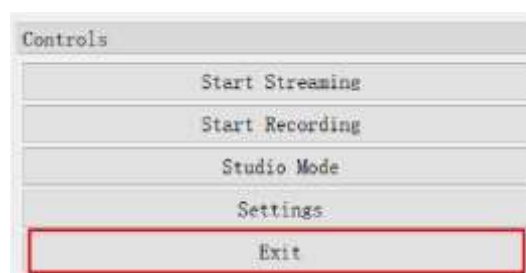 Controls
Start Streaming
Start Recording
Studio Mode
Settings
Exit